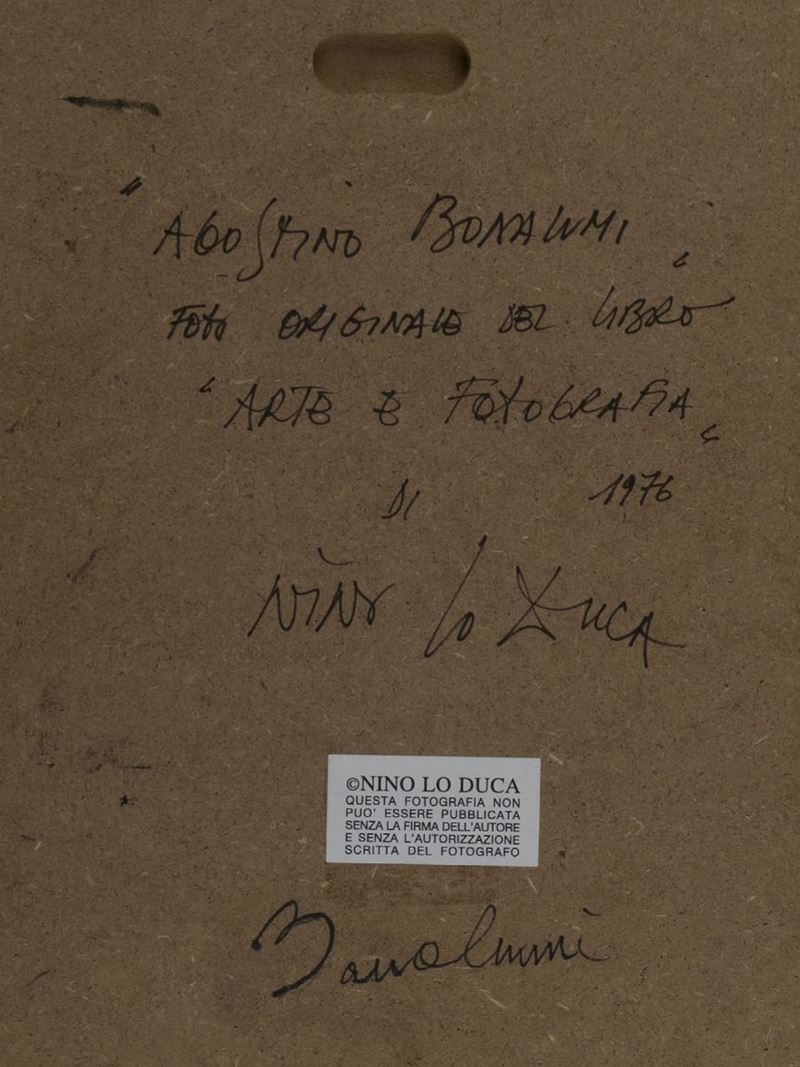 " AGOSTINO BONALUMI "
FOTO ORIGINALE DEL LIBRO
" ARTE E FOTOGRAFIA "
DI 1976
NINO LO DUCA
©NINO LO DUCA
QUESTA FOTOGRAFIA NON
PUO' ESSERE PUBBLICATA
SENZA LA FIRMA DELL'AUTORE
E SENZA L'AUTORIZZAZIONE
SCRITTA DEL FOTOGRAFO
Bonalumi